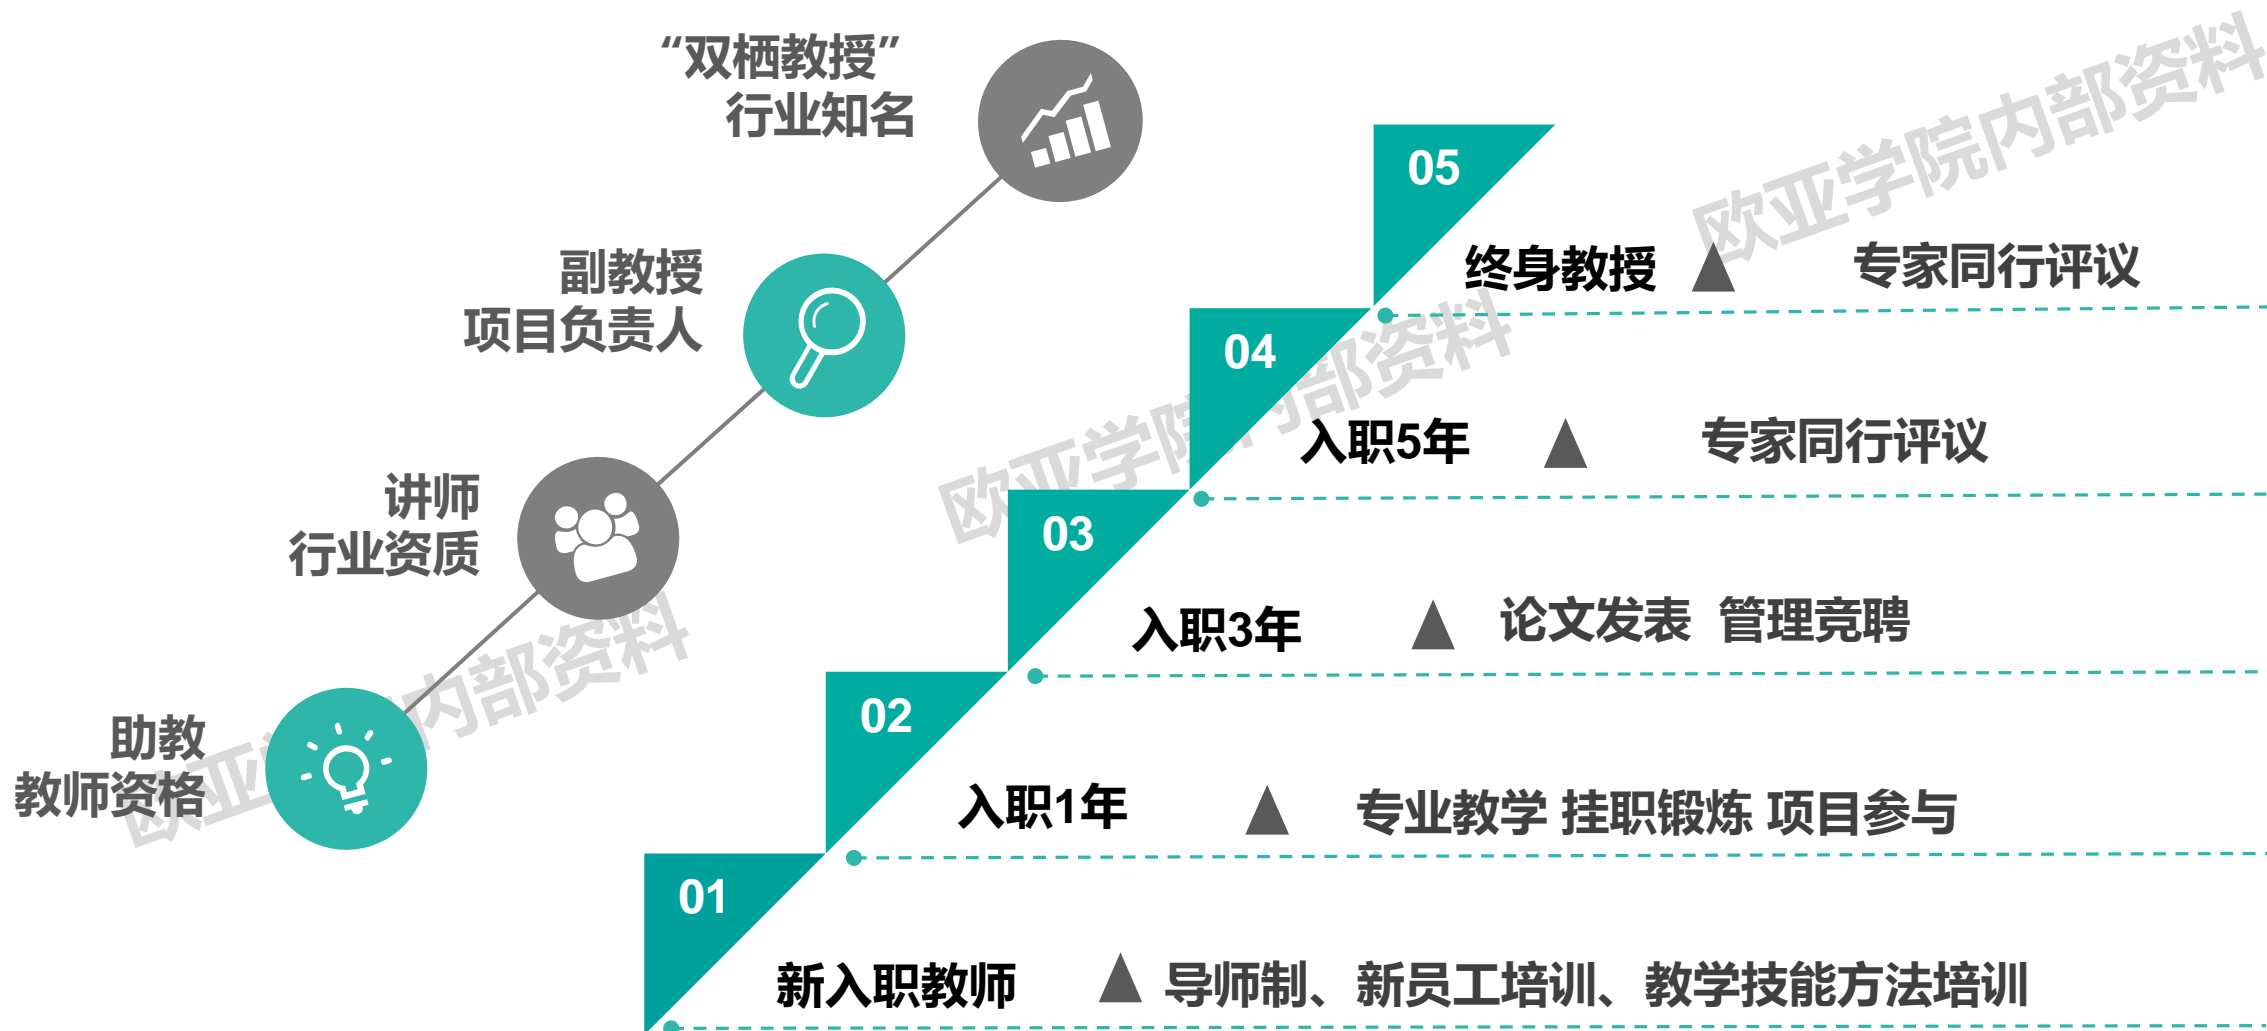 “双栖教授”
行业知名
副教授
项目负责人
讲师
行业资质
助教
教师资格
05
终身教授 ▲ 专家同行评议
04
入职5年 ▲ 专家同行评议
03
入职3年 ▲ 论文发表 管理竞聘
02
入职1年 ▲ 专业教学 挂职锻炼 项目参与
01
新入职教师 ▲ 导师制、新员工培训、教学技能方法培训
欧亚学院内部资料
欧亚学院内部资料
欧亚学院内部资料